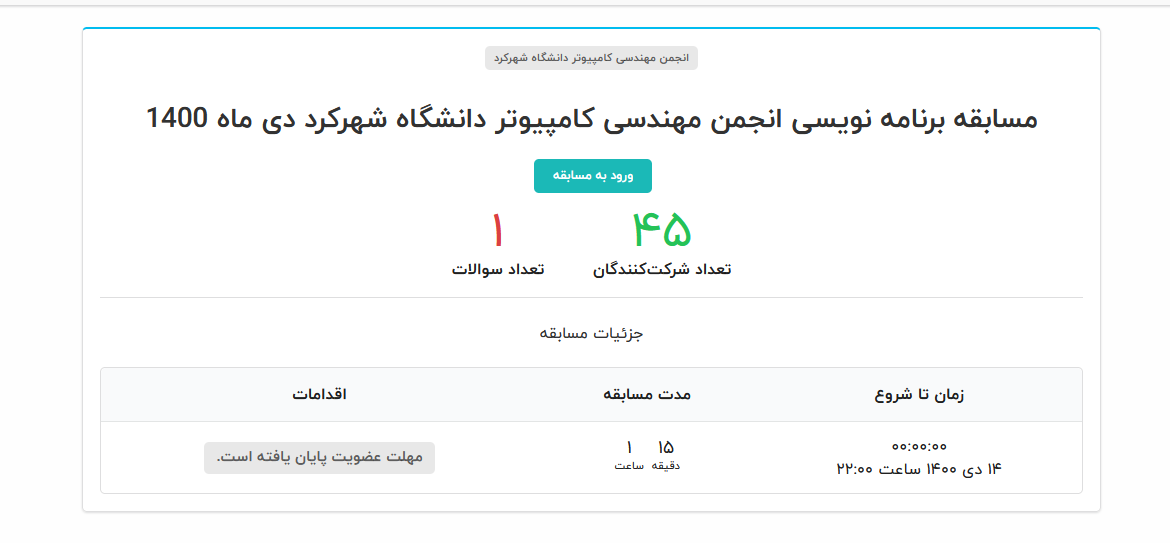 انجمن مهندسی کامپیوتر دانشگاه شهرکرد
مسابقه برنامه نویسی انجمن مهندسی کامپیوتر دانشگاه شهرکرد دی ماه 1400
ورود به مسابقه
۴۵ ۱
تعداد شرکت‌کنندگان تعداد سوالات
جزئیات مسابقه
زمان تا شروع مدت مسابقه اقدامات
۰۰:۰۰:۰۰ ۱۵ ۱
دقیقه ساعت مهلت عضویت پایان یافته است.
۱۴ دی ۱۴۰۰ ساعت ۲۲:۰۰